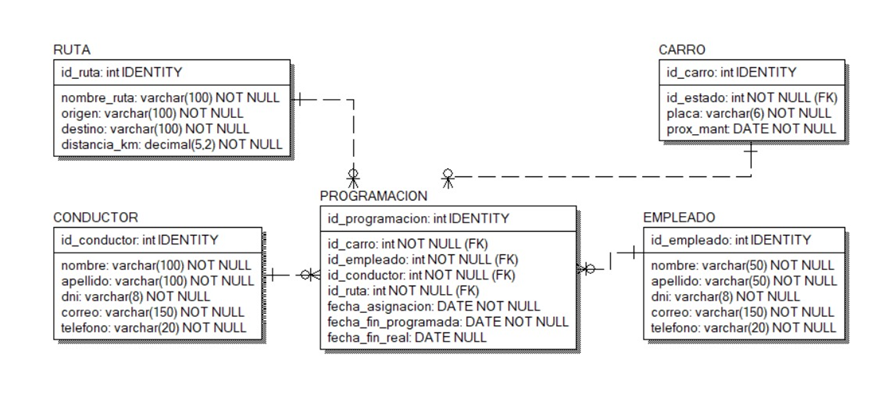 RUTA
id_ruta: int IDENTITY
nombre_ruta: varchar(100) NOT NULL
origen: varchar(100) NOT NULL
destino: varchar(100) NOT NULL
distancia_km: decimal(5,2) NOT NULL
CARRO
id_carro: int IDENTITY
id_estado: int NOT NULL (FK)
placa: varchar(6) NOT NULL
prox_mant: DATE NOT NULL
PROGRAMACION
id_programacion: int IDENTITY
id_carro: int NOT NULL (FK)
id_empleado: int NOT NULL (FK)
id_conductor: int NOT NULL (FK)
id_ruta: int NOT NULL (FK)
fecha_asignacion: DATE NOT NULL
fecha_fin_programada: DATE NOT NULL
fecha_fin_real: DATE NULL
CONDUCTOR
id_conductor: int IDENTITY
nombre: varchar(100) NOT NULL
apellido: varchar(100) NOT NULL
dni: varchar(8) NOT NULL
correo: varchar(150) NOT NULL
telefono: varchar(20) NOT NULL
EMPLEADO
id_empleado: int IDENTITY
nombre: varchar(50) NOT NULL
apellido: varchar(50) NOT NULL
dni: varchar(8) NOT NULL
correo: varchar(150) NOT NULL
telefono: varchar(20) NOT NULL